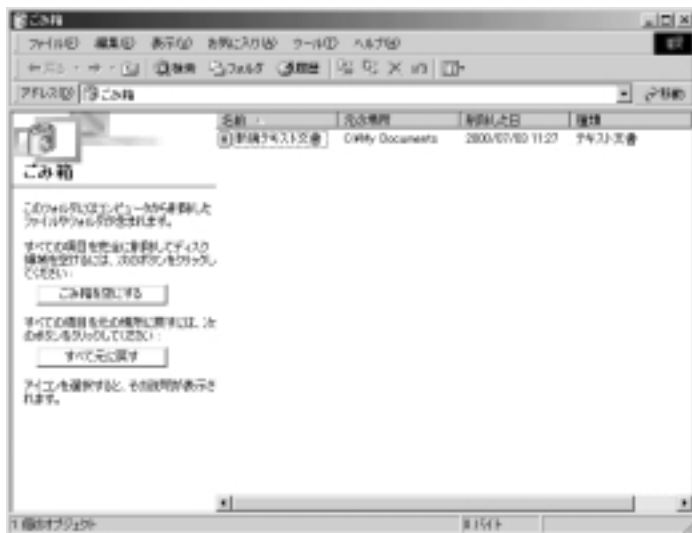 ごみ箱
ファイル(F) 編集(E) 表示(V) お気に入り(A) ツール(T) ヘルプ(H)
戻る 検索 フォルダ 履歴
アドレス(D) ごみ箱 移動
名前 元の場所 削除した日 種類
新規テキスト文書 C:\My Documents 2000/07/03 11:27 テキスト文書
ごみ箱
このフォルダにはコンピュータから削除した
ファイルやフォルダが含まれます。
すべての項目を完全に削除してディスク
領域を空けるには、次のボタンをクリックし
てください:
ごみ箱を空にする
すべての項目を元の場所に戻すには、次
のボタンをクリックしてください:
すべて元に戻す
アイコンを選択すると、その説明が表示さ
れます。
1 個のオブジェクト 0 バイト